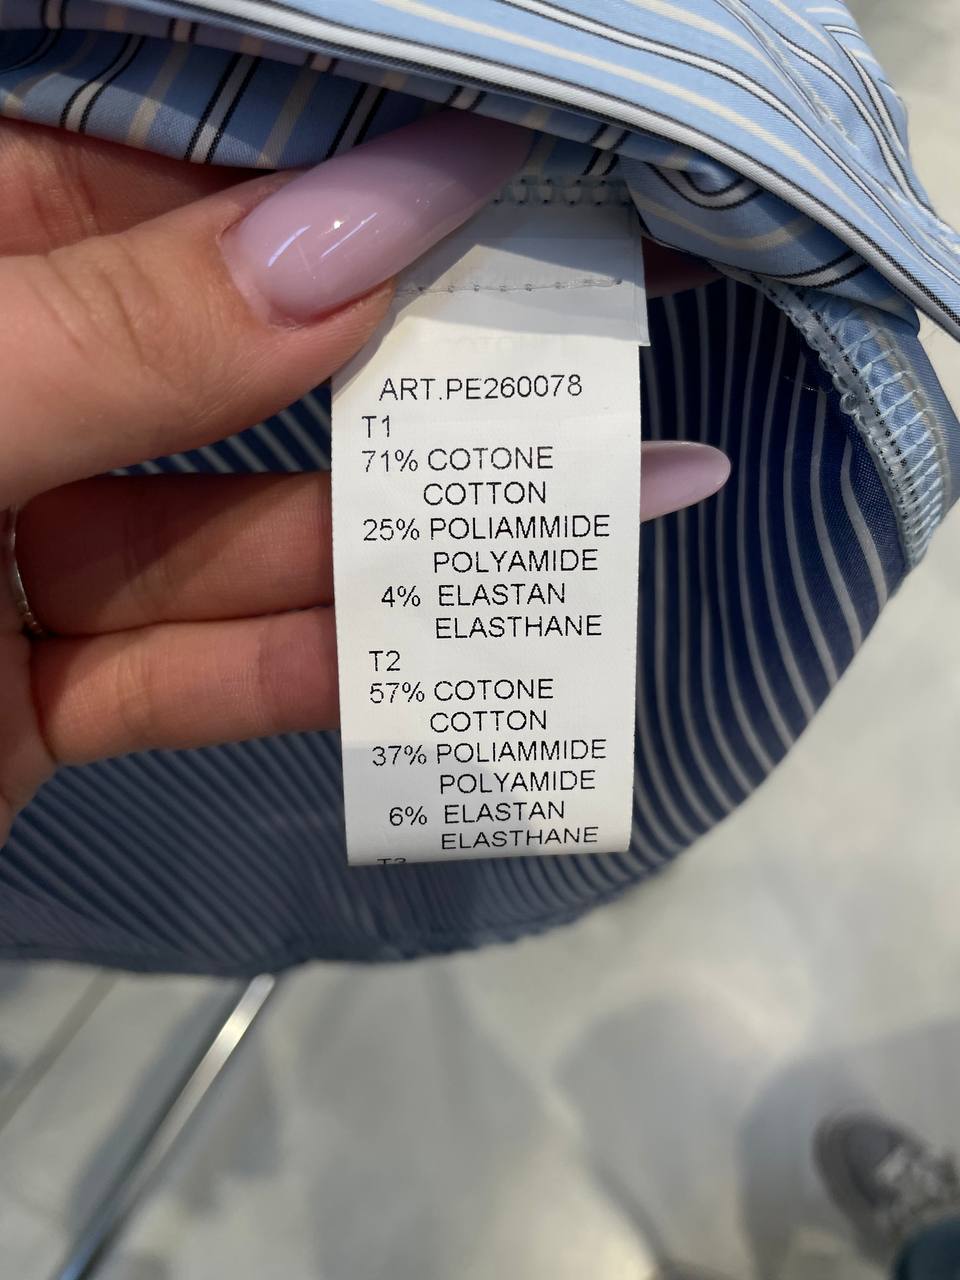 ART.PE260078
T1
71% COTONE
COTTON
25% POLIAMMIDE
POLYAMIDE
4% ELASTAN
ELASTHANE
T2
57% COTONE
COTTON
37% POLIAMMIDE
POLYAMIDE
6% ELASTAN
ELASTHANE